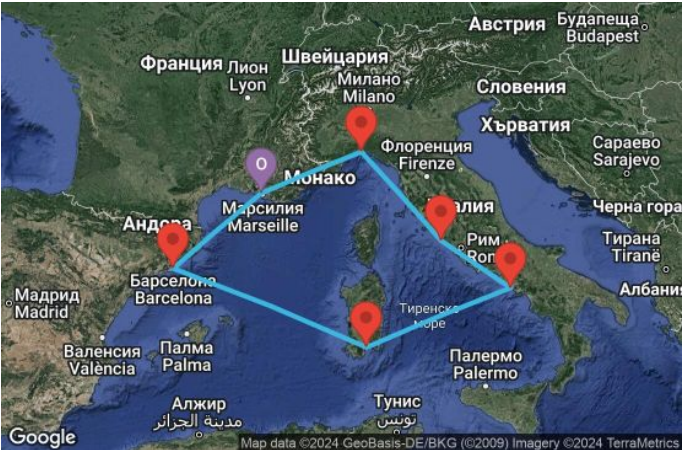 Австрия
Будапеща
Budapest
Франция
Лион
Lyon
Швейцария
Милано
Milano
Словения
Хърватия
Флоренция
Firenze
Сараево
Sarajevo
O
Монако
Марсилия
Marseille
Италия
Черна гора
Андора
Рим
Rom
Тирана
Tiranë
Барселона
Barcelona
Албания
Мадрид
Madrid
Тиренско
море
Валенсия
València
Палма
Palma
Палермо
Palermo
Алжир
مدينة الجزائر
Тунис
تونس
Google
Map data ©2024 GeoBasis-DE/BKG (©2009) Imagery ©2024 TerraMetrics